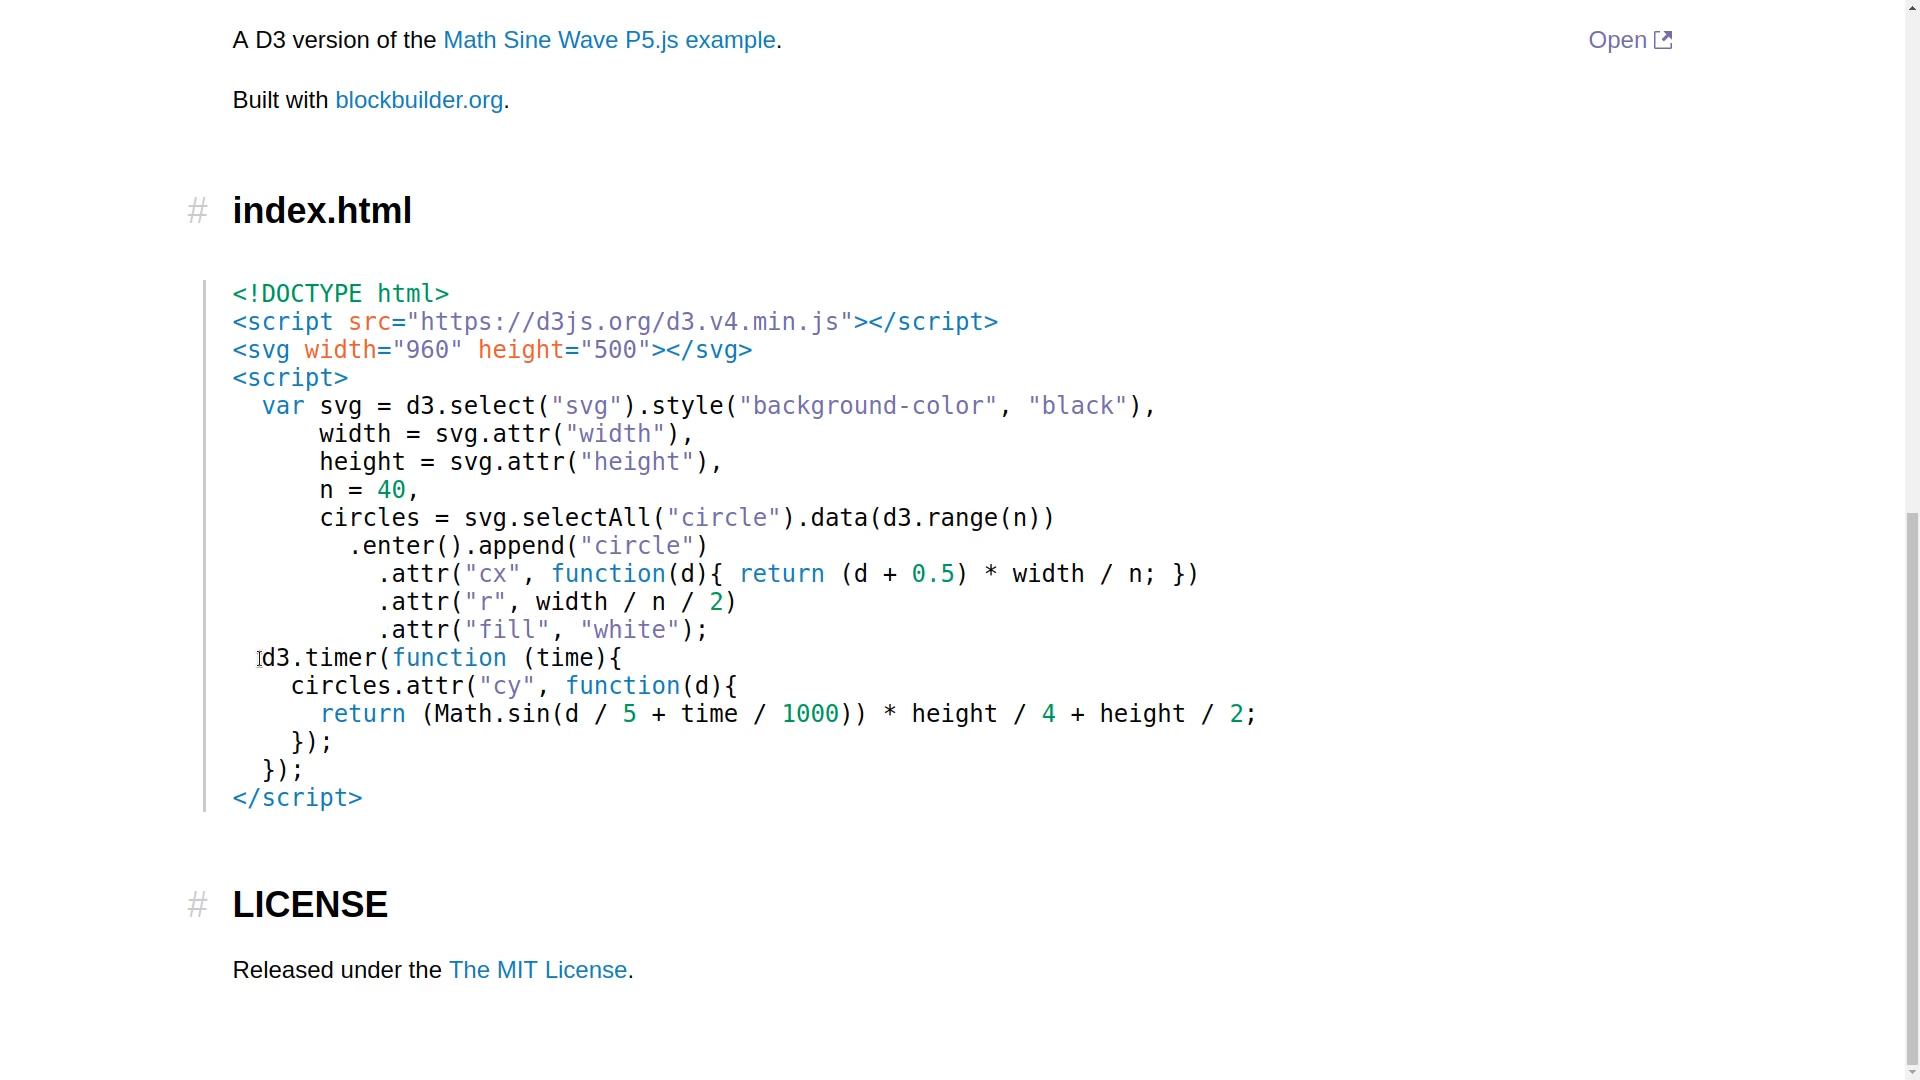 A D3 version of the Math Sine Wave P5.js example.
Open
Built with blockbuilder.org.
# index.html
<!DOCTYPE html>
<script src="https://d3js.org/d3.v4.min.js"></script>
<svg width="960" height="500"></svg>
<script>
  var svg = d3.select("svg").style("background-color", "black"),
      width = svg.attr("width"),
      height = svg.attr("height"),
      n = 40,
      circles = svg.selectAll("circle").data(d3.range(n))
        .enter().append("circle")
          .attr("cx", function(d){ return (d + 0.5) * width / n; })
          .attr("r", width / n / 2)
          .attr("fill", "white");
  d3.timer(function (time){
    circles.attr("cy", function(d){
      return (Math.sin(d / 5 + time / 1000)) * height / 4 + height / 2;
    });
  });
</script>
# LICENSE
Released under the The MIT License.